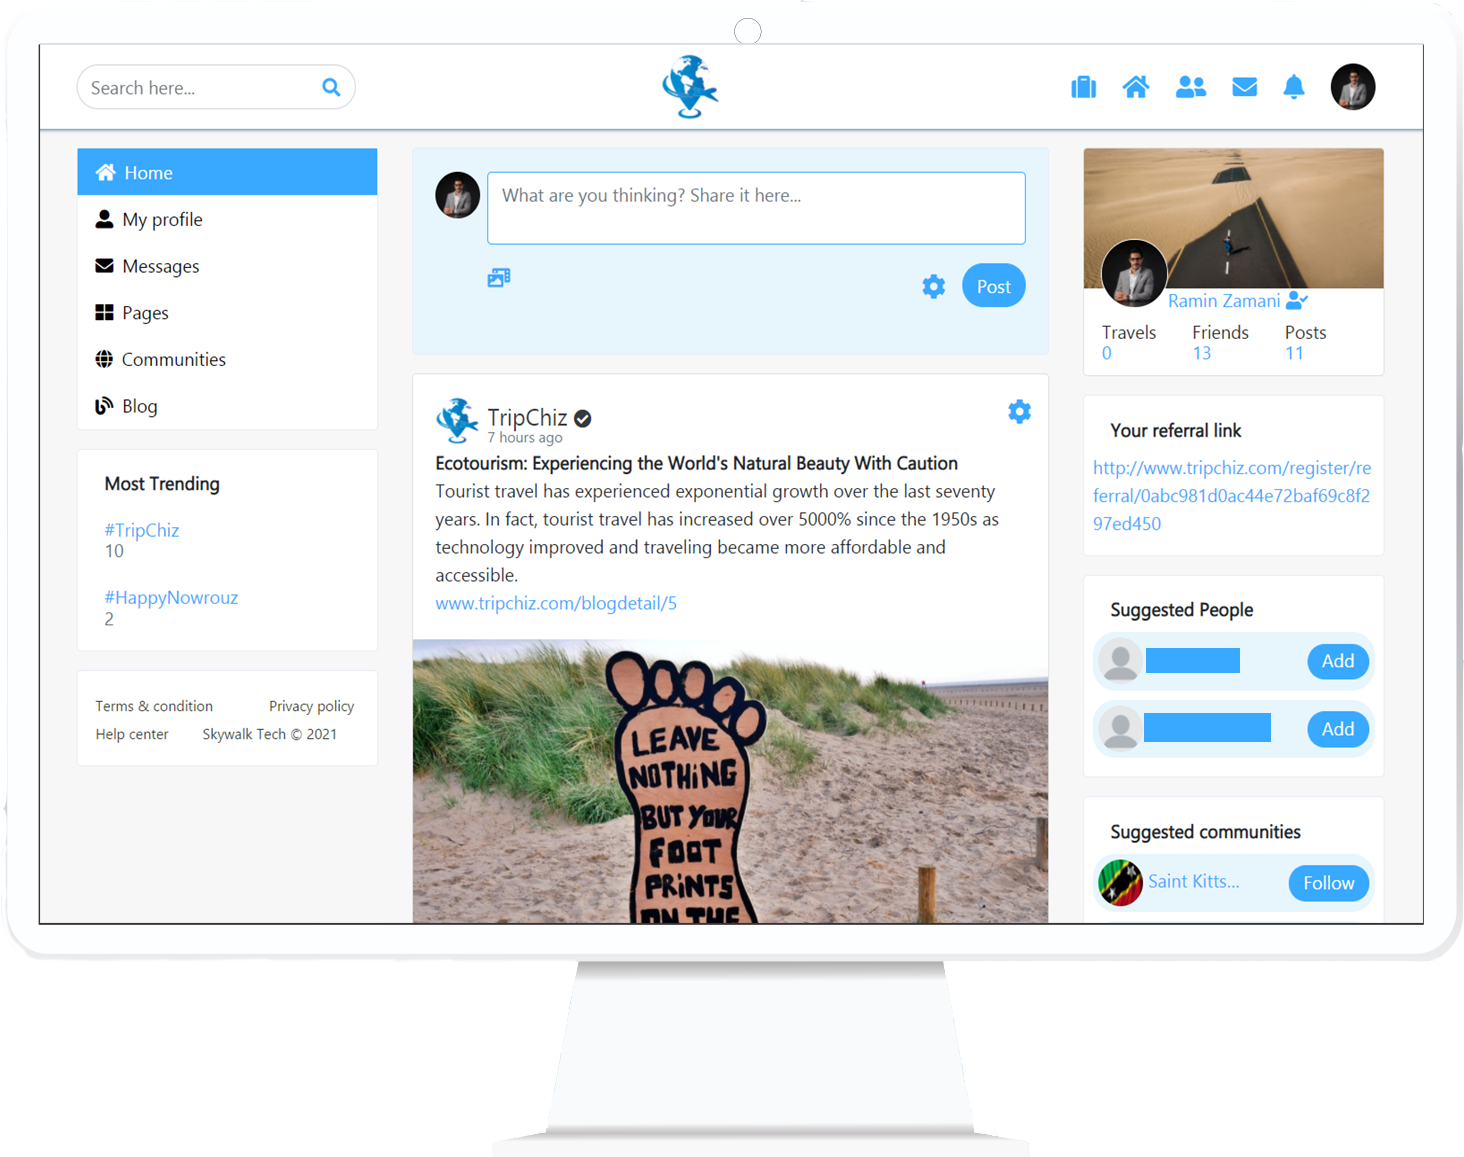 Search here...
Home
My profile
Messages
Pages
Communities
Blog
Most Trending
#TripChiz
10
#HappyNowrouz
2
Terms & condition
Privacy policy
Help center
Skywalk Tech © 2021
What are you thinking? Share it here...
Post
TripChiz
7 hours ago
Ecotourism: Experiencing the World's Natural Beauty With Caution
Tourist travel has experienced exponential growth over the last seventy
years. In fact, tourist travel has increased over 5000% since the 1950s as
technology improved and traveling became more affordable and
accessible.
www.tripchiz.com/blogdetail/5
LEAVE
NOTHING
BUT YOUR
FOOT
PRINTS
ON THE
Ramin Zamani
Travels Friends Posts
0 13 11
Your referral link
http://www.tripchiz.com/register/re
ferral/0abc981d0ac44e72baf69c8f2
97ed450
Suggested People
Add
Add
Suggested communities
Saint Kitts...
Follow